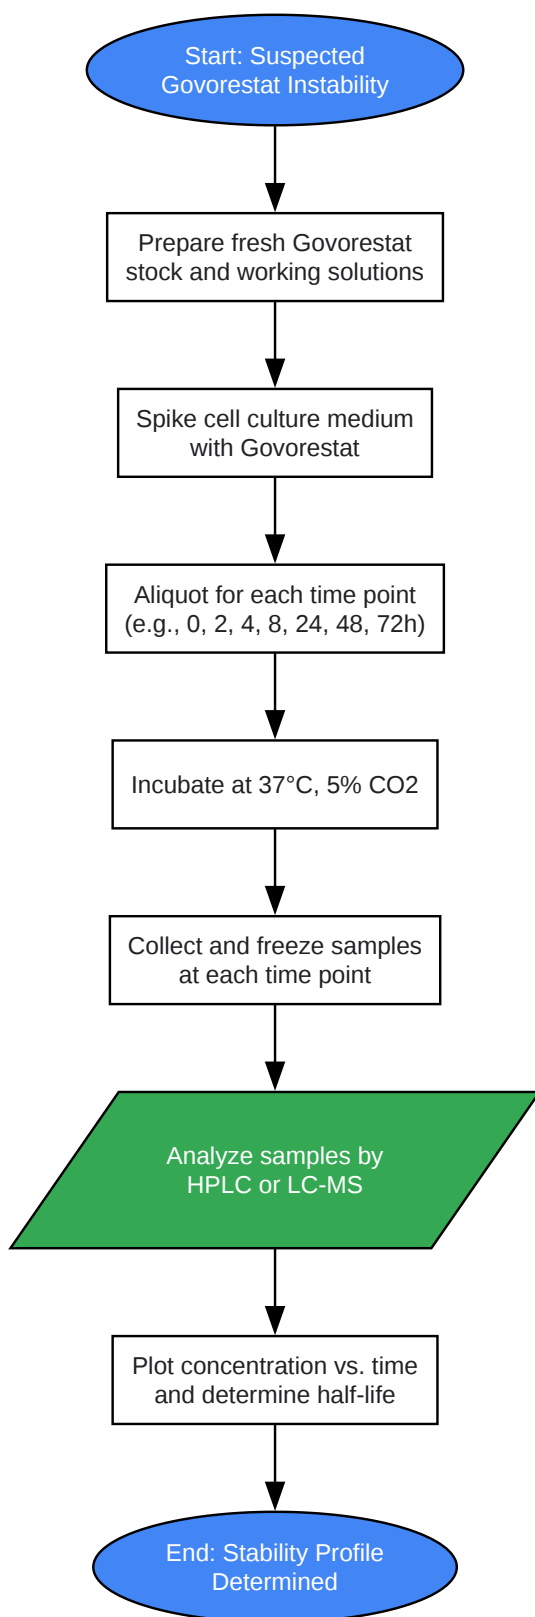 Start: Suspected
Govorestat Instability
Prepare fresh Govorestat
stock and working solutions
Spike cell culture medium
with Govorestat
Aliquot for each time point
(e.g., 0, 2, 4, 8, 24, 48, 72h)
Incubate at 37°C, 5% CO2
Collect and freeze samples
at each time point
Analyze samples by
HPLC or LC-MS
Plot concentration vs. time
and determine half-life
End: Stability Profile
Determined